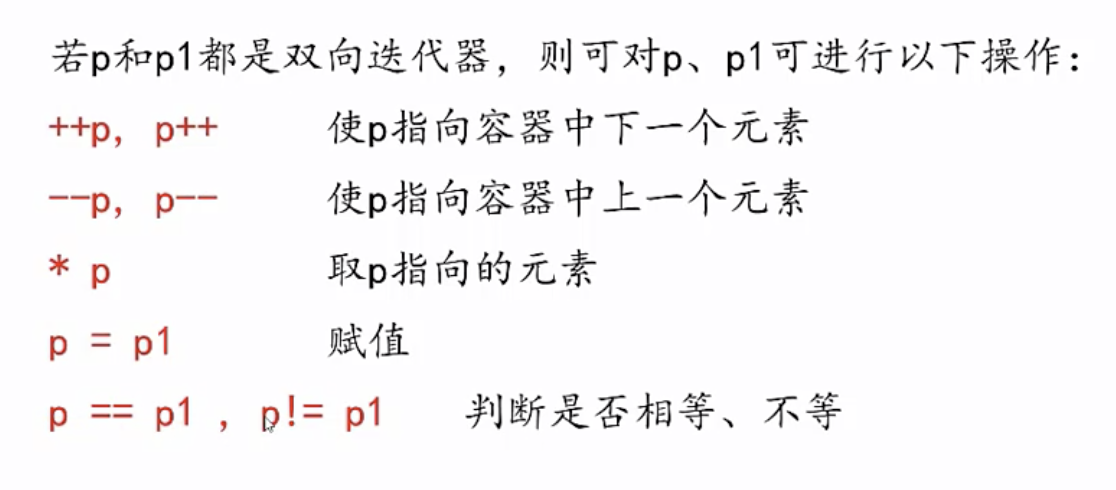 若p和p1都是双向迭代器，则可对p、p1可进行以下操作：
++p, p++ 使p指向容器中下一个元素
--p, p-- 使p指向容器中上一个元素
* p 取p指向的元素
p = p1 赋值
p == p1 , p!= p1 判断是否相等、不等